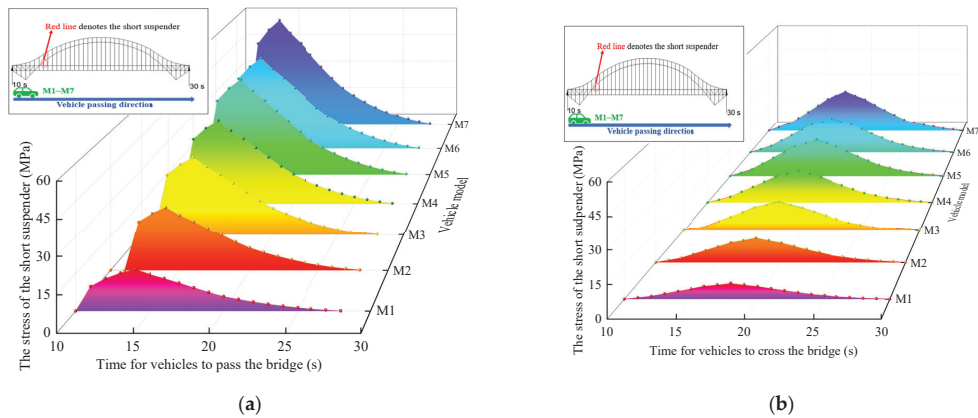 Red line denotes the short suspender
10 s
30 s
M1~M7
Vehicle passing direction
The stress of the short suspender (MPa)
60
45
30
15
0
10
15
20
25
30
Time for vehicles to pass the bridge (s)
M1
M2
M3
M4
M5
M6
M7
Vehicle model
(a)
Red line denotes the short suspender
10 s
30 s
M1~M7
Vehicle passing direction
The stress of the short sudpender (MPa)
60
45
30
15
0
10
15
20
25
30
Time for vehicles to cross the bridge (s)
M1
M2
M3
M4
M5
M6
M7
Vehicle model
(b)